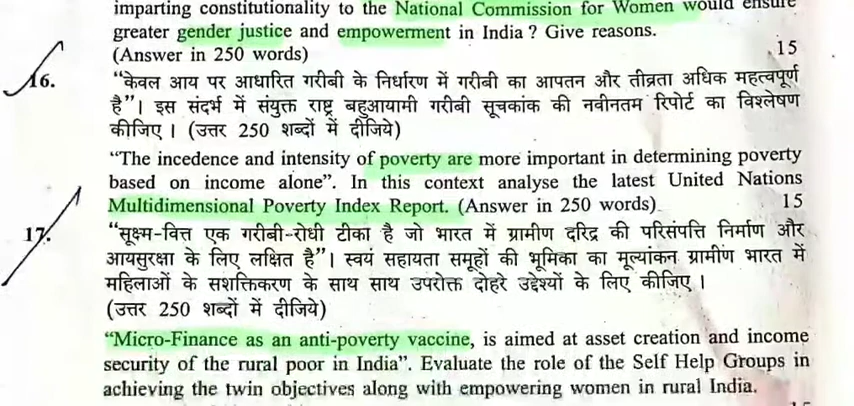 imparting constitutionality to the National Commission for Women would ensure
greater gender justice and empowerment in India ? Give reasons.
(Answer in 250 words) 15
16. “केवल आय पर आधारित गरीबी के निर्धारण में गरीबी का आपतन और तीव्रता अधिक महत्वपूर्ण
है”। इस संदर्भ में संयुक्त राष्ट्र बहुआयामी गरीबी सूचकांक की नवीनतम रिपोर्ट का विश्लेषण
कीजिए । (उत्तर 250 शब्दों में दीजिये)
“The incedence and intensity of poverty are more important in determining poverty
based on income alone”. In this context analyse the latest United Nations
Multidimensional Poverty Index Report. (Answer in 250 words) 15
17. “सूक्ष्म-वित्त एक गरीबी-रोधी टीका है जो भारत में ग्रामीण दरिद्र की परिसंपत्ति निर्माण और
आयसुरक्षा के लिए लक्षित है”। स्वयं सहायता समूहों की भूमिका का मूल्यांकन ग्रामीण भारत में
महिलाओं के सशक्तिकरण के साथ साथ उपरोक्त दोहरे उद्देश्यों के लिए कीजिए ।
(उत्तर 250 शब्दों में दीजिये)
“Micro-Finance as an anti-poverty vaccine, is aimed at asset creation and income
security of the rural poor in India”. Evaluate the role of the Self Help Groups in
achieving the twin objectives along with empowering women in rural India.